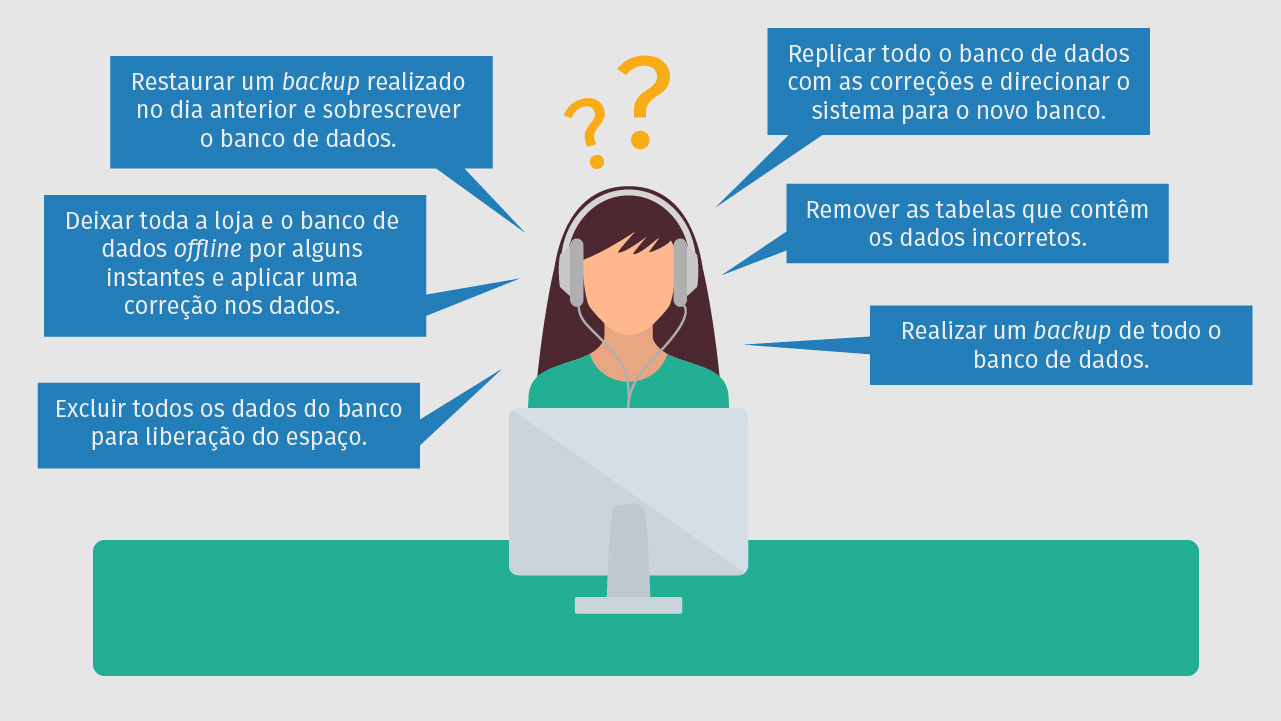 Restaurar um backup realizado
no dia anterior e sobrescrever
o banco de dados.
Deixar toda a loja e o banco de
dados offline por alguns
instantes e aplicar uma
correção nos dados.
Excluir todos os dados do banco
para liberação do espaço.
? ?
Replicar todo o banco de dados
com as correções e direcionar o
sistema para o novo banco.
Remover as tabelas que contêm
os dados incorretos.
Realizar um backup de todo o
banco de dados.